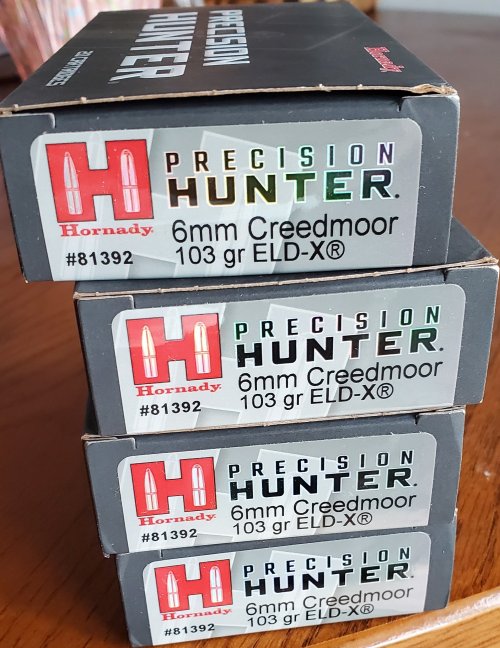 PRECISION
HUNTER
20 CARTRIDGES
Hornady
H
Hornady
#81392
PRECISION
HUNTER.
6mm Creedmoor
103 gr ELD-X®
H
Hornady
#81392
PRECISION
HUNTER.
6mm Creedmoor
103 gr ELD-X®
H
Hornady
#81392
PRECISION
HUNTER.
6mm Creedmoor
103 gr ELD-X®
H
Hornady
#81392
PRECISION
HUNTER.
6mm Creedmoor
103 gr ELD-X®